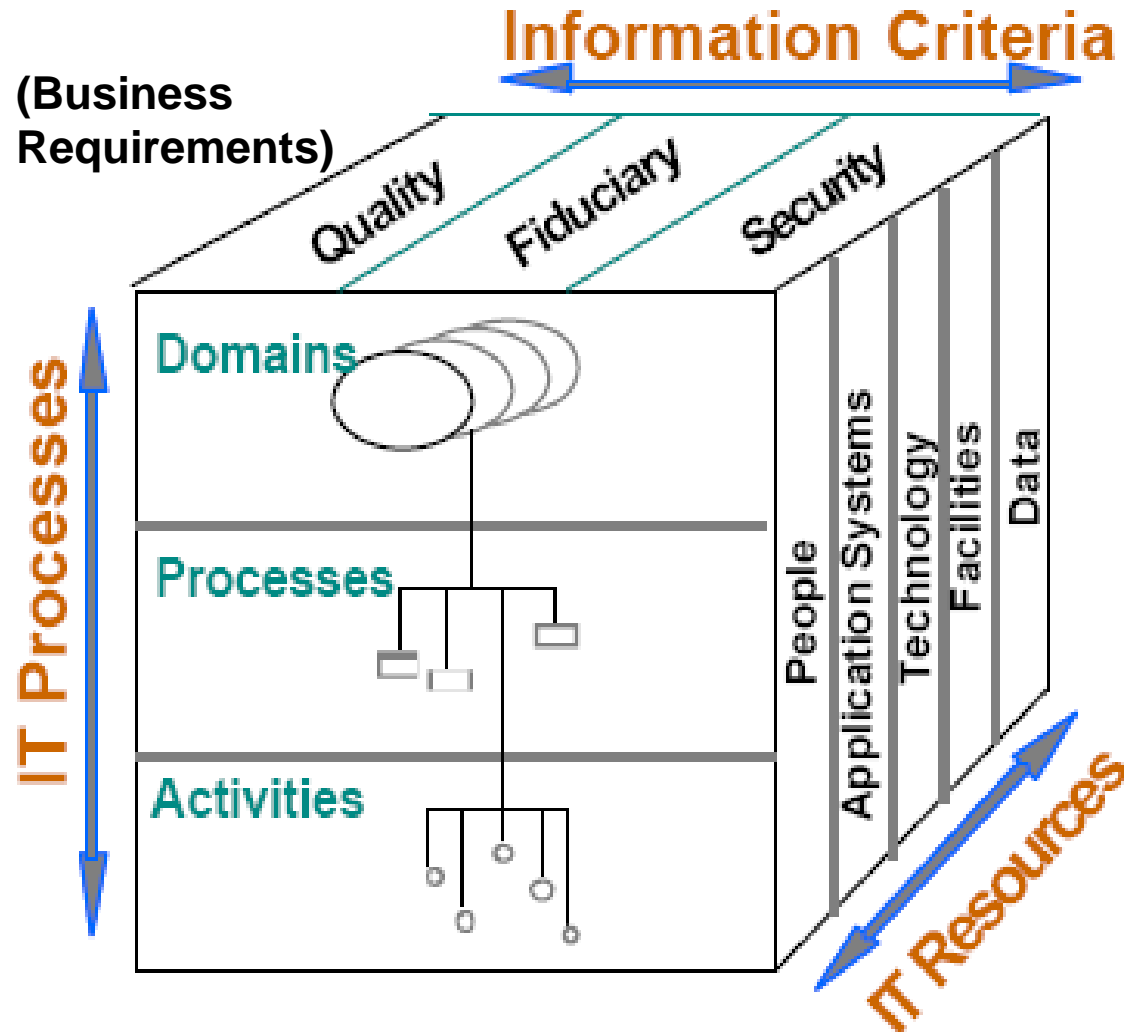 Information Criteria
(Business
Requirements)
Quality
Fiduciary
Security
IT Processes
Domains
Processes
Activities
People
Application Systems
Technology
Facilities
Data
IT Resources